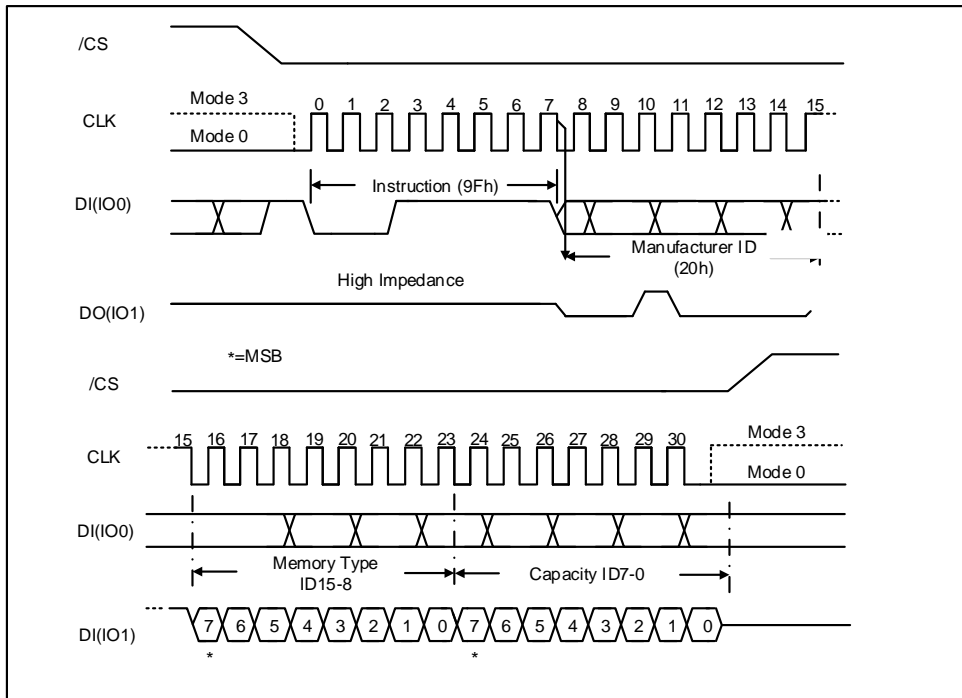 /CS
Mode 3
CLK
Mode 0
0 1 2 3 4 5 6 7 8 9 10 11 12 13 14 15
Instruction (9Fh)
DI(IO0)
Manufacturer ID
(20h)
High Impedance
DO(IO1)
*=MSB
/CS
15 16 17 18 19 20 21 22 23 24 25 26 27 28 29 30
Mode 3
CLK
Mode 0
DI(IO0)
Memory Type
ID15-8
Capacity ID7-0
DI(IO1)
7 6 5 4 3 2 1 0 7 6 5 4 3 2 1 0
* *